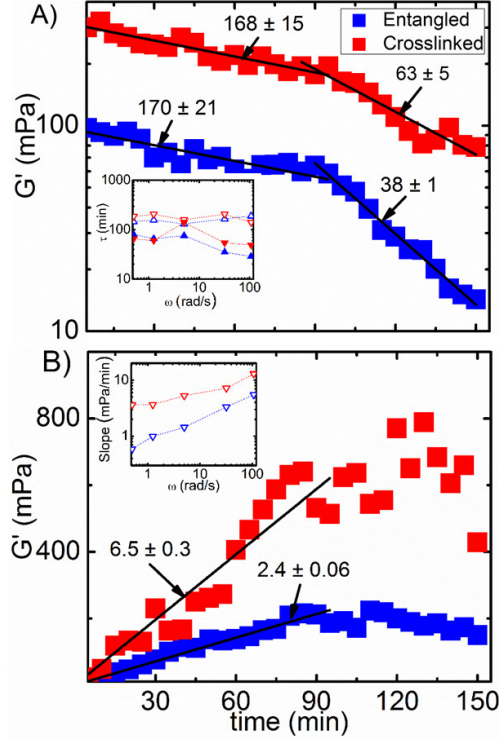 A)
168 ± 15
Entangled
Crosslinked
170 ± 21
63 ± 5
100
G' (mPa)
38 ± 1
1000
τ (min)
100
10
1
10
100
ω (rad/s)
10
B)
Slope (mPa/min)
10
1
1
10
100
ω (rad/s)
800
G' (mPa)
400
6.5 ± 0.3
2.4 ± 0.06
30
60
90
120
150
time (min)